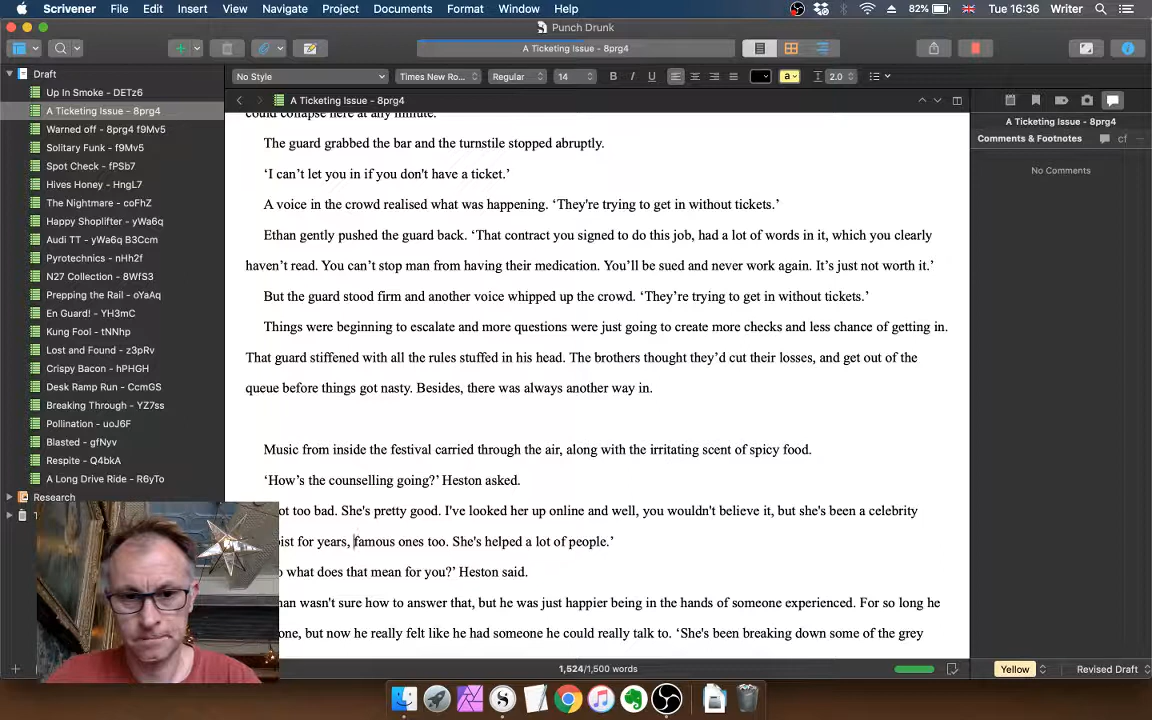 Scrivener File Edit Insert View Navigate Project Documents Format Window Help 82% Tue 16:36 Writer
Punch Drunk
A Ticketing Issue - 8prg4
No Style Times New Ro... Regular 14 B I U a 2.0
Draft
Up In Smoke - DETz6
A Ticketing Issue - 8prg4
Warned off - 8prg4 f9Mv5
Solitary Funk - f9Mv5
Spot Check - fPSb7
Hives Honey - HngL7
The Nightmare - coFhZ
Happy Shoplifter - yWa6q
Audi TT - yWa6q B3Ccm
Pyrotechnics - nHh2f
N27 Collection - 8WfS3
Prepping the Rail - oYaAq
En Guard! - YH3mC
Kung Fool - tNNhp
Lost and Found - z3pRv
Crispy Bacon - hPHGH
Desk Ramp Run - CcmGS
Breaking Through - YZ7ss
Pollination - uoJ6F
Blasted - gfNyv
Respite - Q4bkA
A Long Drive Ride - R6yTo
Research
A Ticketing Issue - 8prg4
could collapse here at any minute.
The guard grabbed the bar and the turnstile stopped abruptly.
‘I can’t let you in if you don't have a ticket.’
A voice in the crowd realised what was happening. ‘They're trying to get in without tickets.’
Ethan gently pushed the guard back. ‘That contract you signed to do this job, had a lot of words in it, which you clearly
haven’t read. You can’t stop man from having their medication. You’ll be sued and never work again. It’s just not worth it.’
But the guard stood firm and another voice whipped up the crowd. ‘They’re trying to get in without tickets.’
Things were beginning to escalate and more questions were just going to create more checks and less chance of getting in.
That guard stiffened with all the rules stuffed in his head. The brothers thought they’d cut their losses, and get out of the
queue before things got nasty. Besides, there was always another way in.
Music from inside the festival carried through the air, along with the irritating scent of spicy food.
‘How’s the counselling going?’ Heston asked.
ot too bad. She's pretty good. I've looked her up online and well, you wouldn't believe it, but she's been a celebrity
ist for years, famous ones too. She's helped a lot of people.’
o what does that mean for you?’ Heston said.
an wasn't sure how to answer that, but he was just happier being in the hands of someone experienced. For so long he
one, but now he really felt like he had someone he could really talk to. ‘She's been breaking down some of the grey
1,524/1,500 words
A Ticketing Issue - 8prg4
Comments & Footnotes cf
No Comments
Yellow Revised Draft